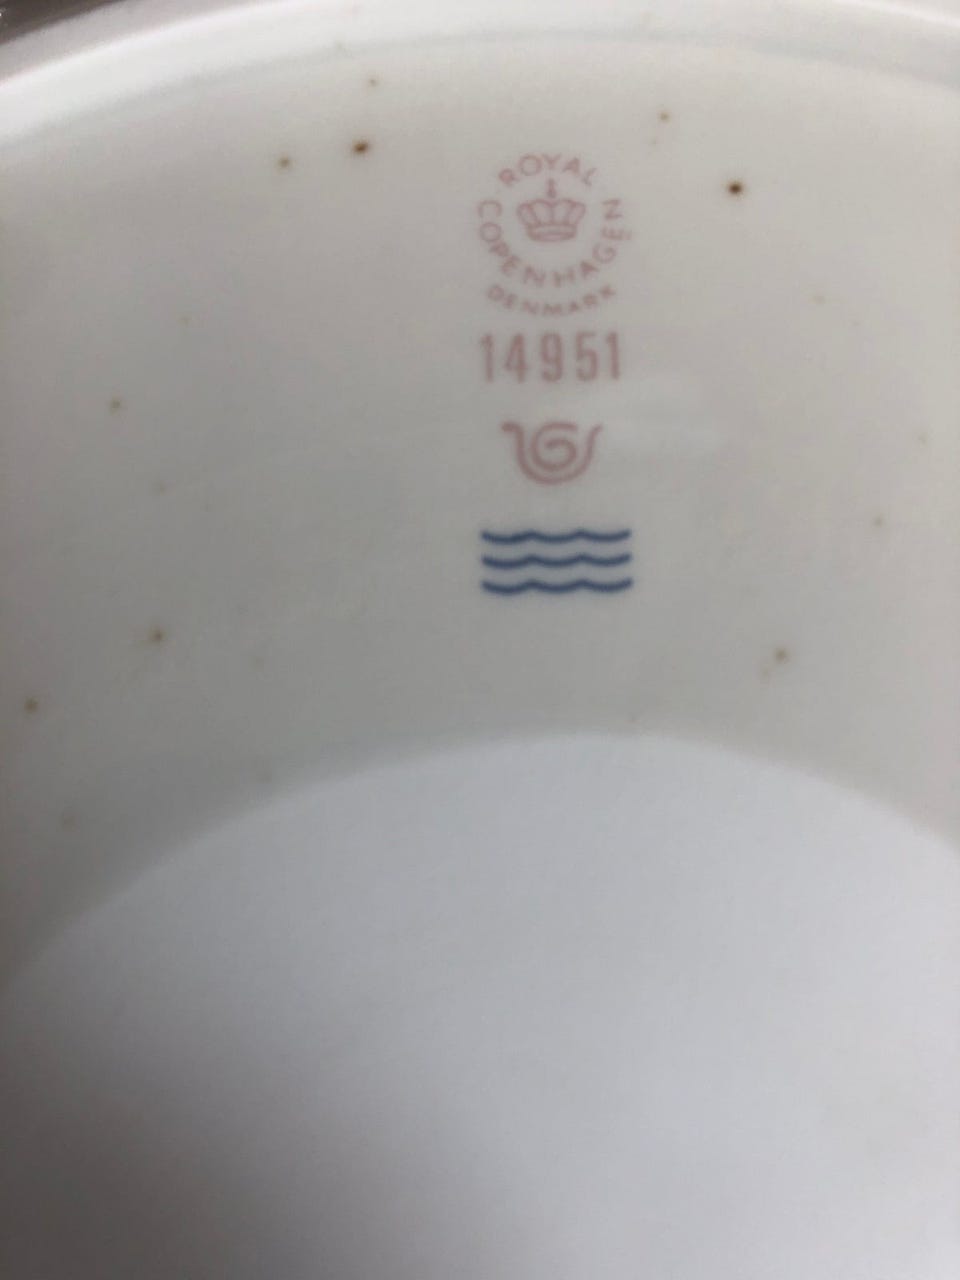 ROYAL
COPENHAGEN
DENMARK
14951